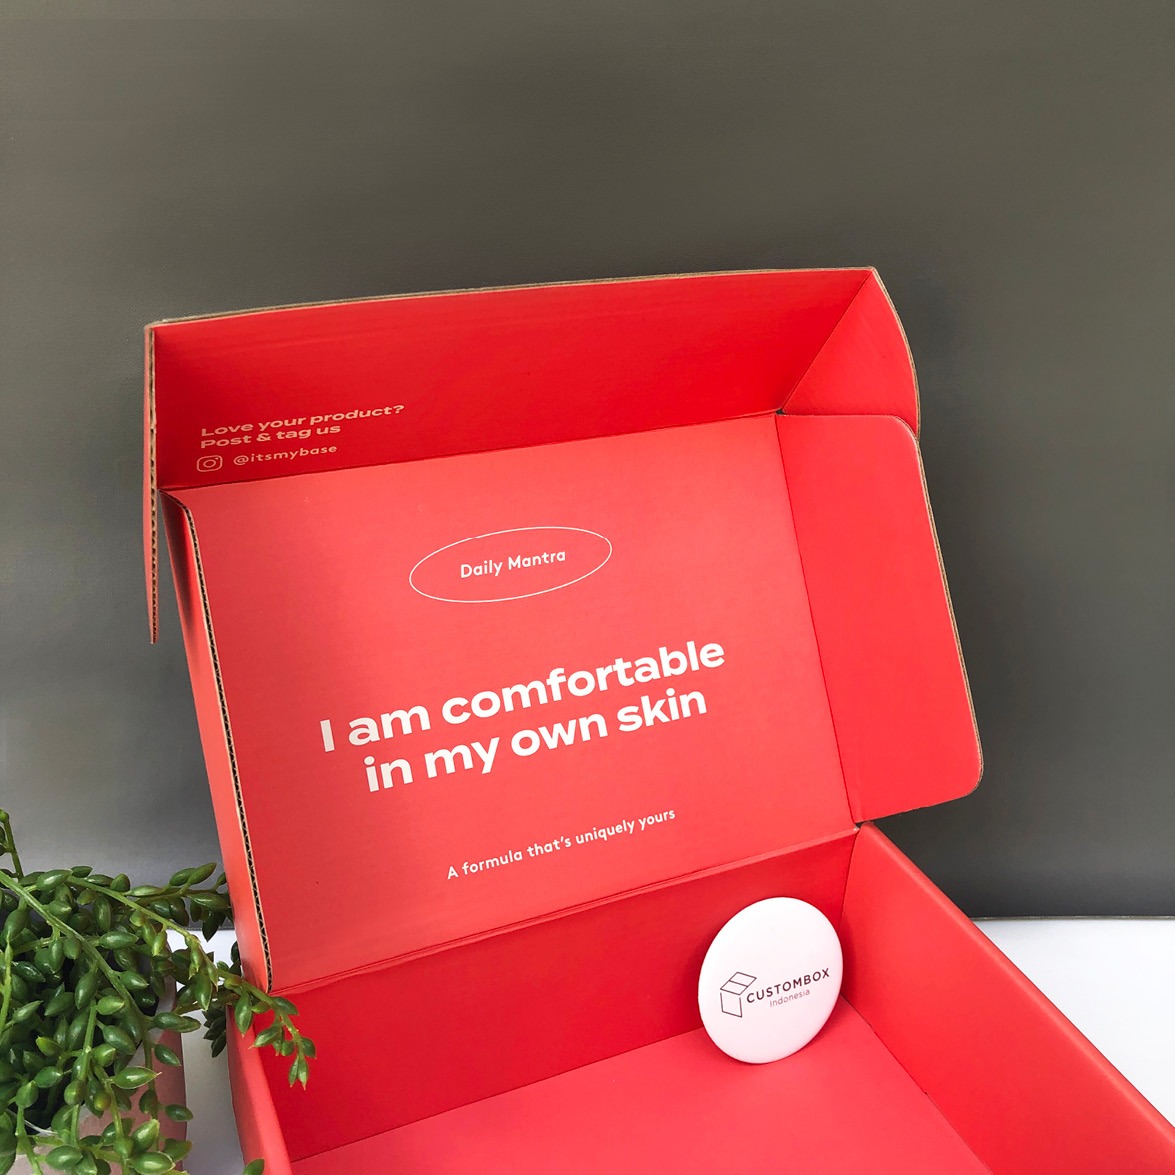 Love your product?
Post & tag us
@itsmybase
Daily Mantra
I am comfortable
in my own skin
A formula that's uniquely yours
CUSTOMBOX
Indonesia